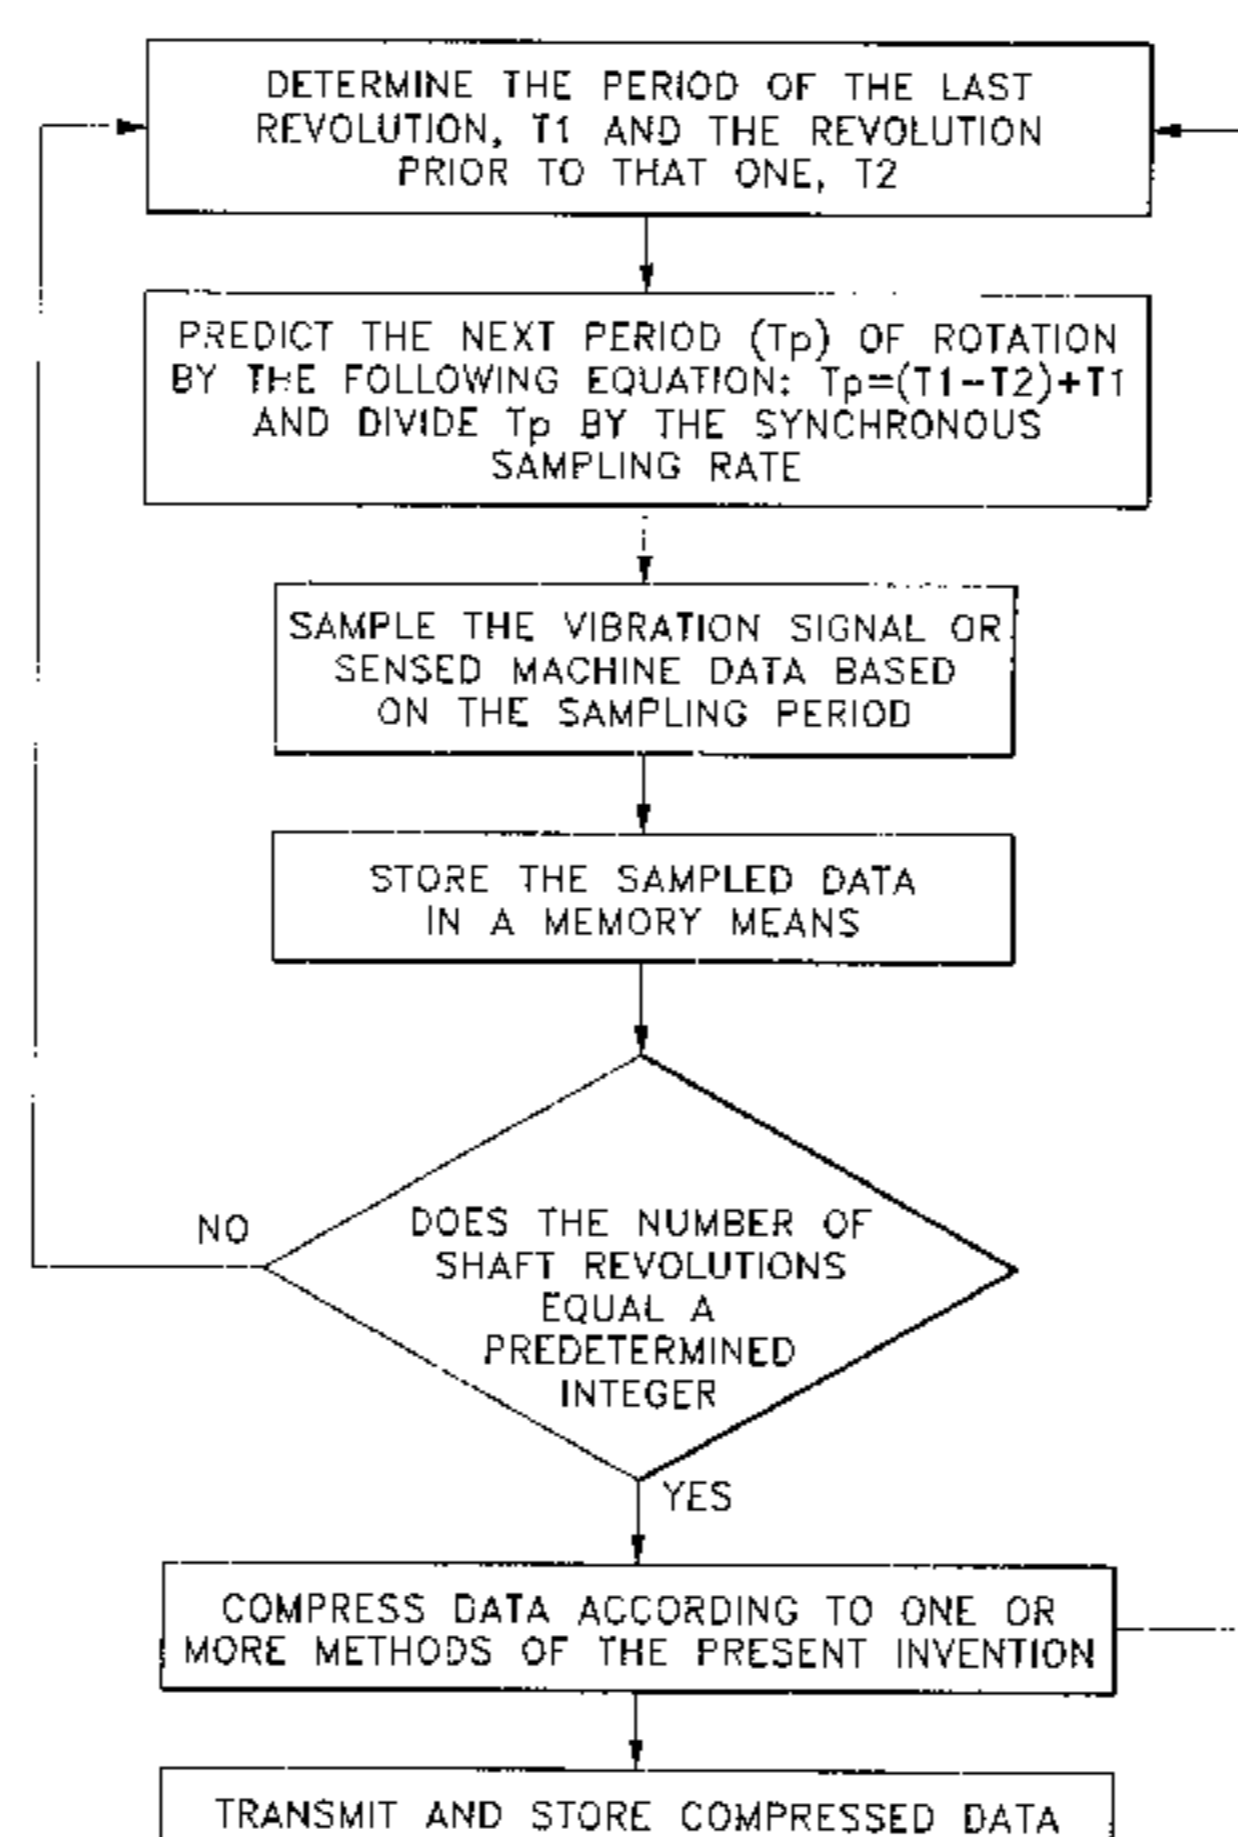 DETERMINE THE PERIOD OF THE LAST
REVOLUTION, T1 AND THE REVOLUTION
PRIOR TO THAT ONE, T2
PREDICT THE NEXT PERIOD (Tp) OF ROTATION
BY THE FOLLOWING EQUATION: Tp=(T1-T2)+T1
AND DIVIDE Tp BY THE SYNCHRONOUS
SAMPLING RATE
SAMPLE THE VIBRATION SIGNAL OR
SENSED MACHINE DATA BASED
ON THE SAMPLING PERIOD
STORE THE SAMPLED DATA
IN A MEMORY MEANS
NO
DOES THE NUMBER OF
SHAFT REVOLUTIONS
EQUAL A
PREDETERMINED
INTEGER
YES
COMPRESS DATA ACCORDING TO ONE OR
MORE METHODS OF THE PRESENT INVENTION
TRANSMIT AND STORE COMPRESSED DATA